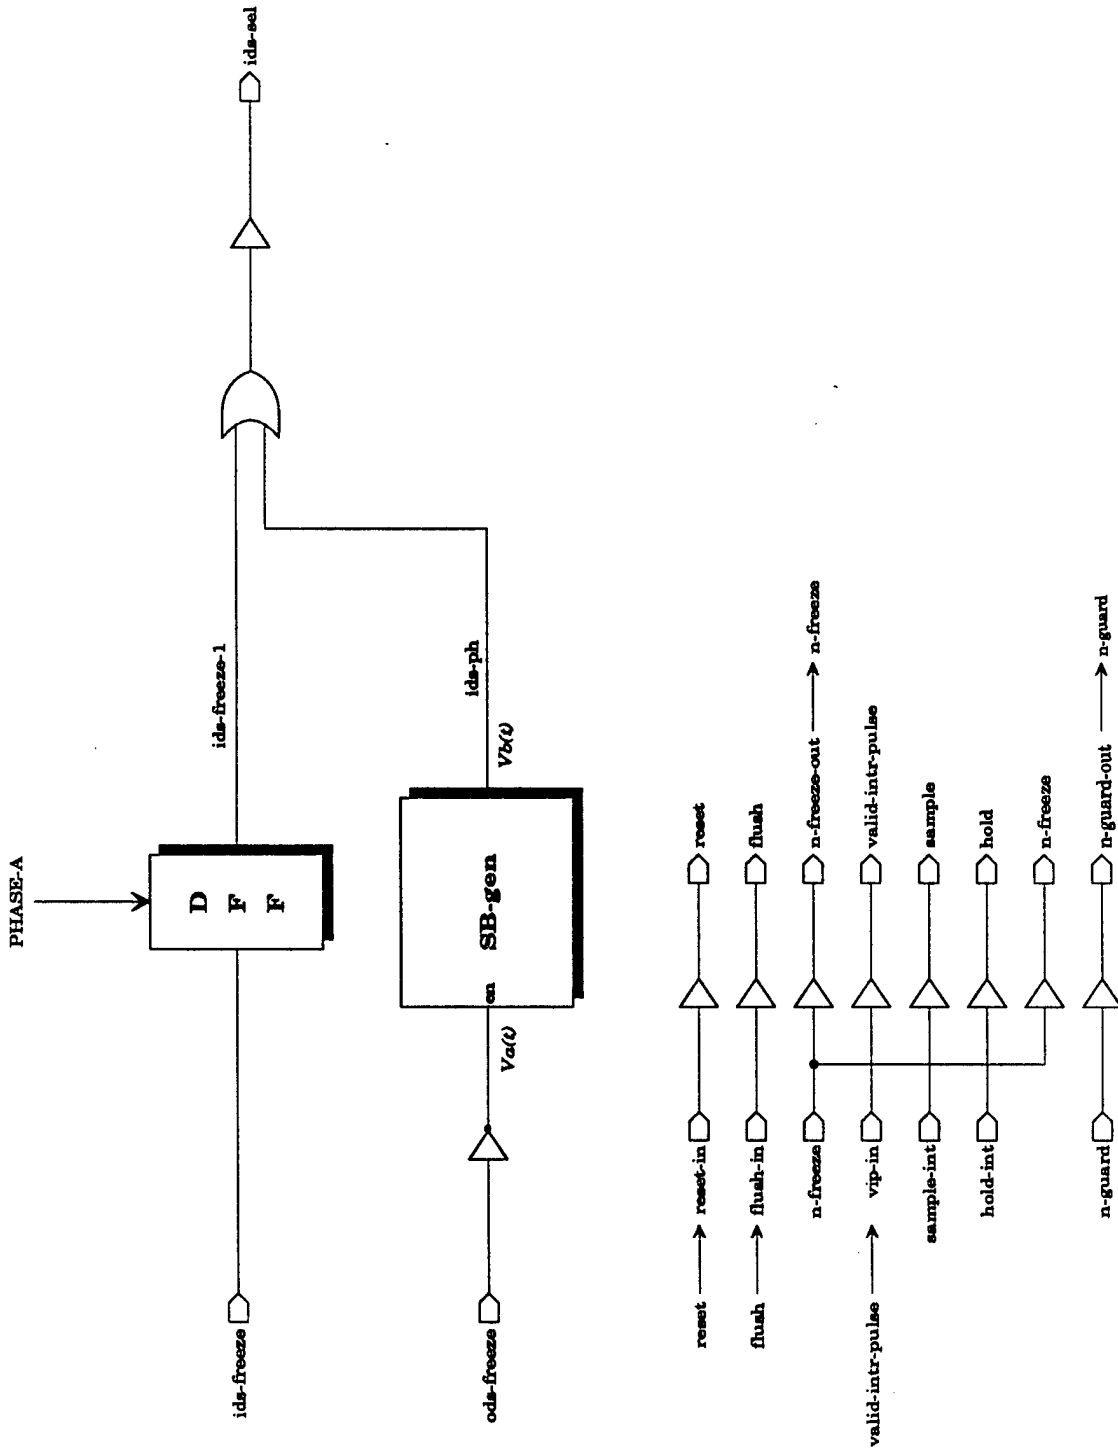 PHASE-A
ids-freeze
D
F
F
ids-freeze-1
ids-sel
ods-freeze
Va(t)
en
SB-gen
Vb(t)
ids-ph
reset
reset-in
reset
flush
flush-in
flush
n-freeze
n-freeze-out
n-freeze
valid-intr-pulse
vip-in
valid-intr-pulse
sample-int
sample
hold-int
hold
n-freeze
n-guard
n-guard-out
n-guard